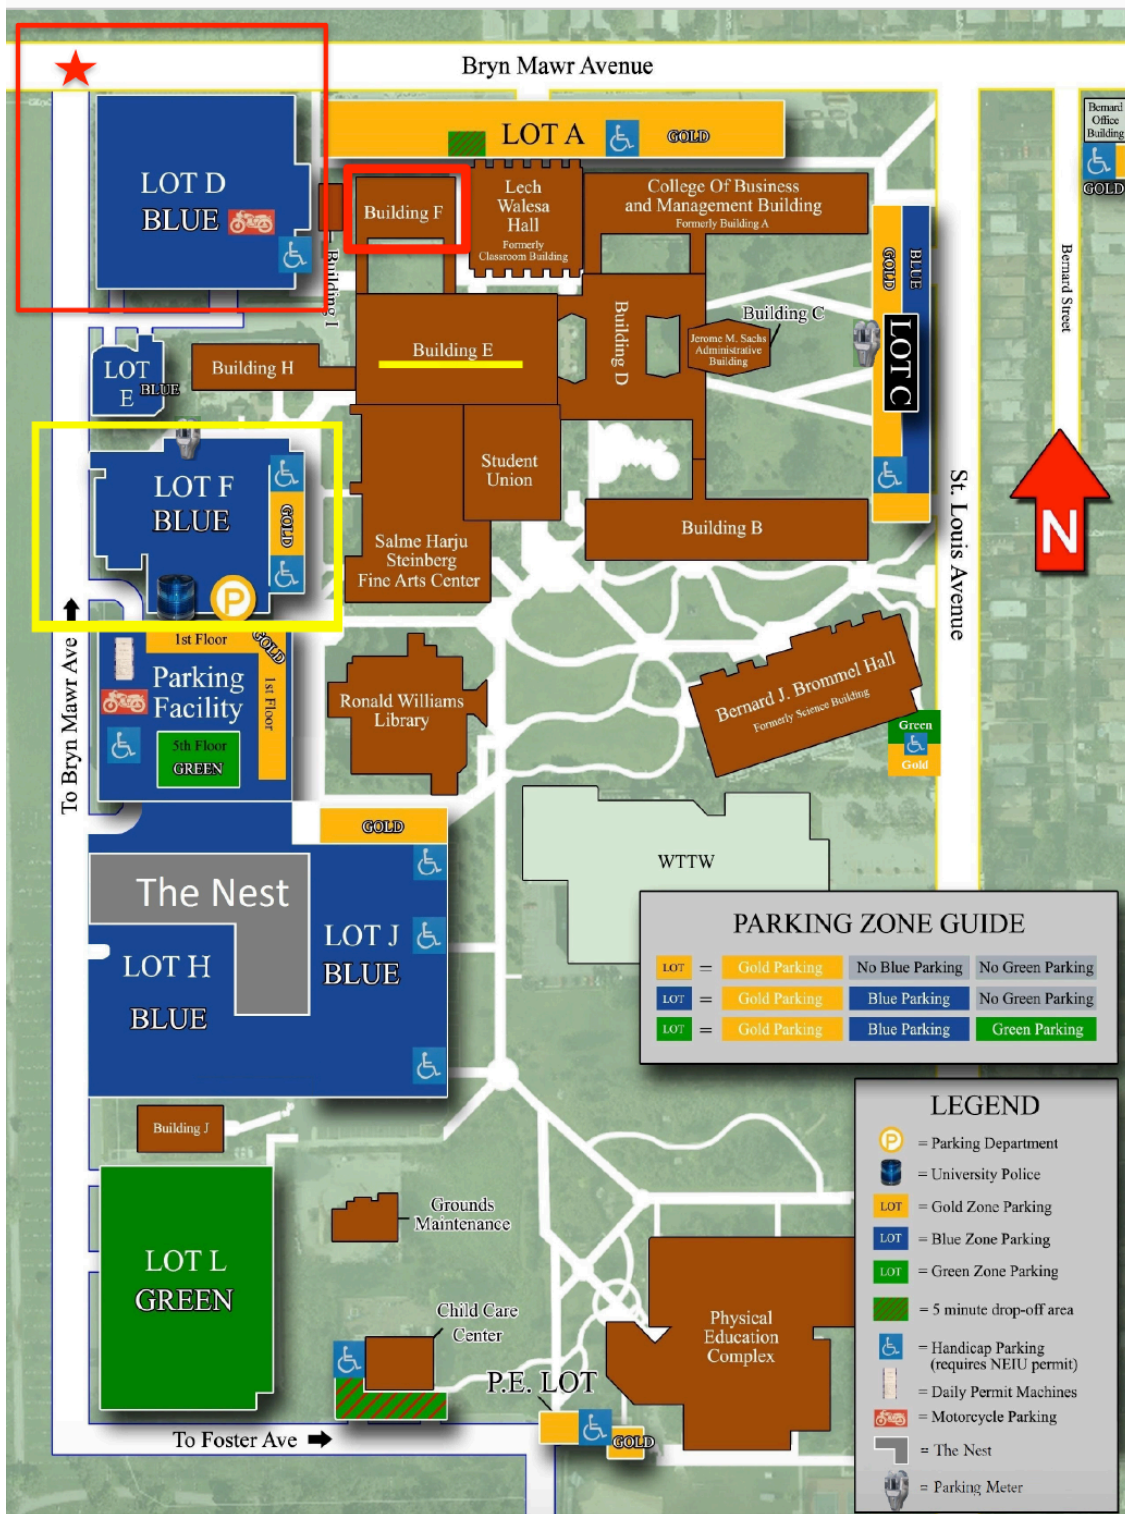 Bryn Mawr Avenue
Bernard
Office
Building
GOLD
LOT A
GOLD
LOT D
BLUE
Building F
Lech
Walesa
Hall
Formerly
Classroom Building
College Of Business
and Management Building
Formerly Building A
Building I
GOLD
BLUE
LOT C
Bernard Street
Building C
Jerome M. Sachs
Administrative
Building
Building D
Building E
Building H
LOT
E
BLUE
LOT F
BLUE
GOLD
P
Student
Union
Salme Harju
Steinberg
Fine Arts Center
Building B
St. Louis Avenue
N
To Bryn Mawr Ave
1st Floor
GOLD
1st Floor
Parking
Facility
5th Floor
GREEN
Ronald Williams
Library
Bernard J. Brommel Hall
Formerly Science Building
Green
Gold
GOLD
WTTW
The Nest
LOT J
BLUE
LOT H
BLUE
PARKING ZONE GUIDE
LOT = Gold Parking No Blue Parking No Green Parking
LOT = Gold Parking Blue Parking No Green Parking
LOT = Gold Parking Blue Parking Green Parking
Building J
LOT L
GREEN
Grounds
Maintenance
Child Care
Center
P.E. LOT
GOLD
Physical
Education
Complex
To Foster Ave
LEGEND
P = Parking Department
= University Police
LOT = Gold Zone Parking
LOT = Blue Zone Parking
LOT = Green Zone Parking
= 5 minute drop-off area
= Handicap Parking
(requires NEIU permit)
= Daily Permit Machines
= Motorcycle Parking
= The Nest
= Parking Meter